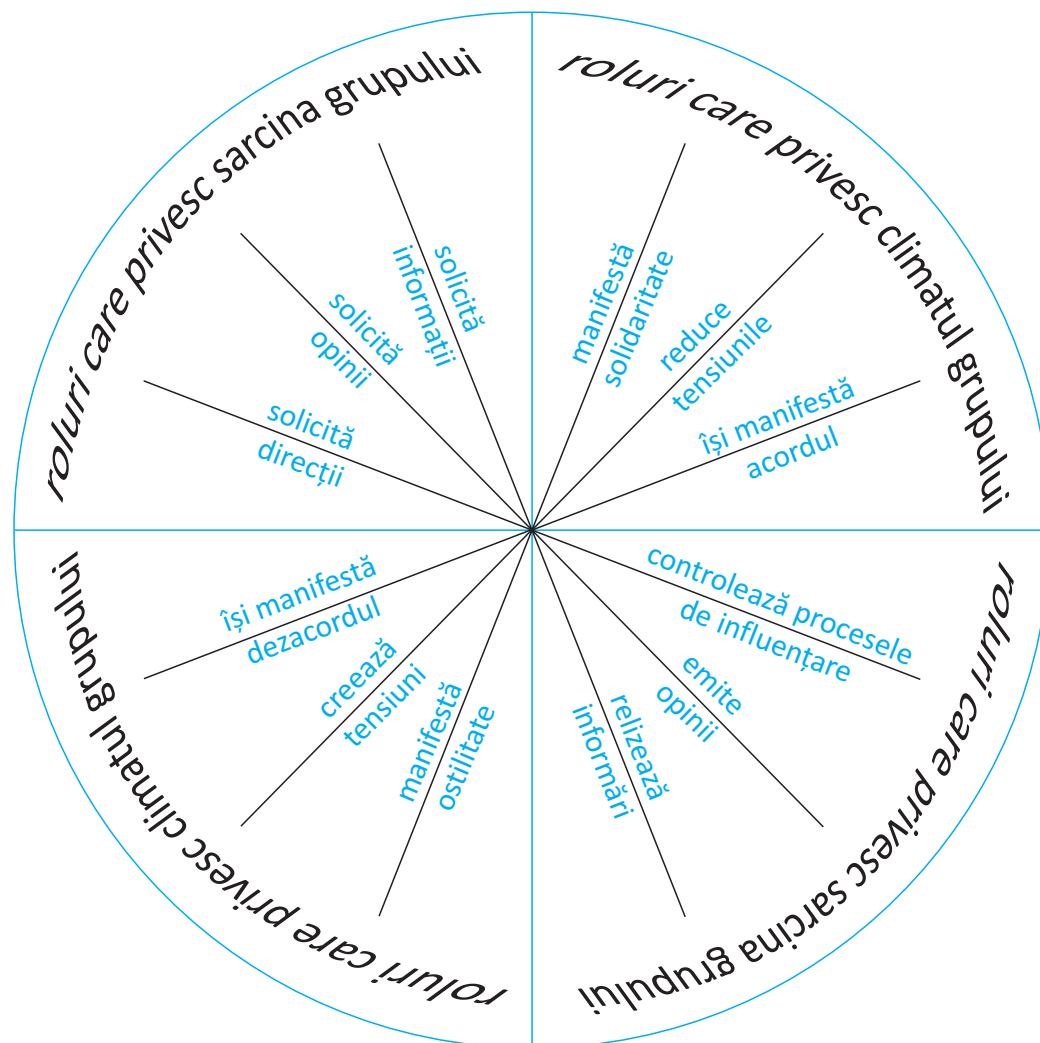 roluri care privesc sarcina grupului
solicită
informații
solicită
opinii
solicită
direcții
roluri care privesc climatul grupului
manifestă
solidaritate
reduce
tensiunile
își manifestă
acordul
roluri care privesc sarcina grupului
controlează procesele
de influențare
emite
opinii
relizează
informări
roluri care privesc climatul grupului
își manifestă
dezacordul
creează
tensiuni
manifestă
ostilitate